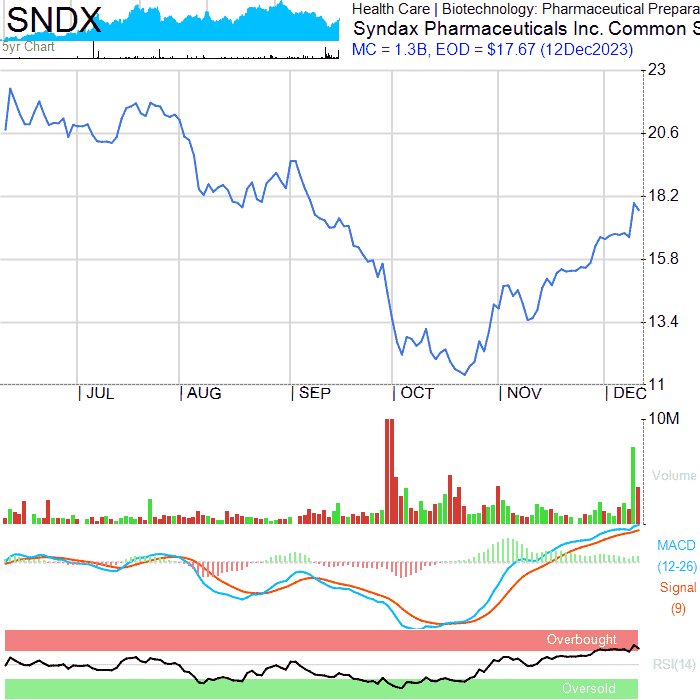 SNDX
Health Care | Biotechnology: Pharmaceutical Prepara
Syndax Pharmaceuticals Inc. Common S
MC = 1.3B, EOD = $17.67 (12Dec2023)
5yr Chart
23
20.6
18.2
15.8
13.4
11
| JUL | AUG | SEP | OCT | NOV | DEC
10M
Volume
MACD
(12-26)
Signal
(9)
Overbought
RSI(14)
Oversold